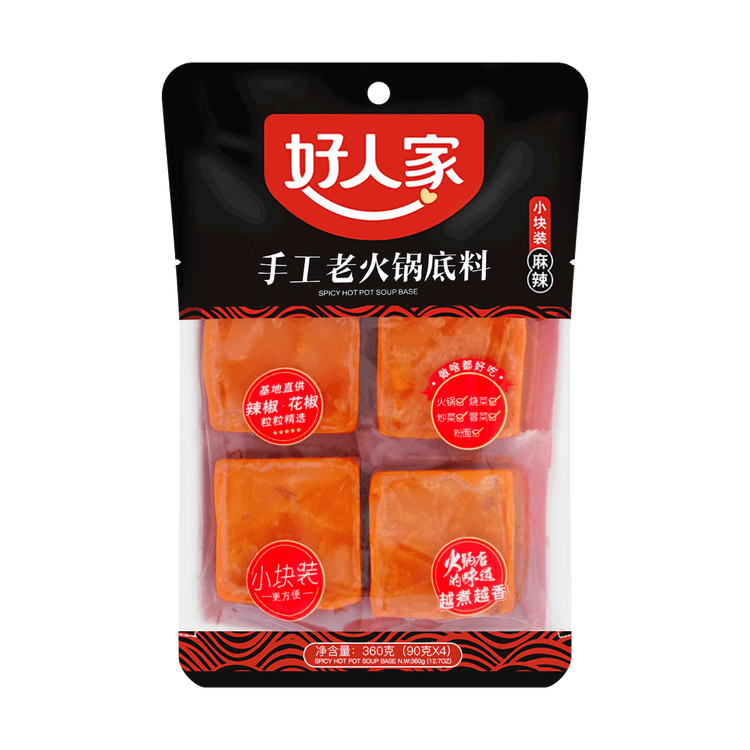 好人家
小块装
麻辣
手工老火锅底料
SPICY HOT POT SOUP BASE
基地直供
辣椒·花椒
粒粒精选
做啥都好吃
火锅 烧菜
炒菜 冒菜
粉面
小块装
更方便
火锅店
的味道
越煮越香
净含量：360克（90克X4）
SPICY HOT POT SOUP BASE N.W:360g (12.7OZ)